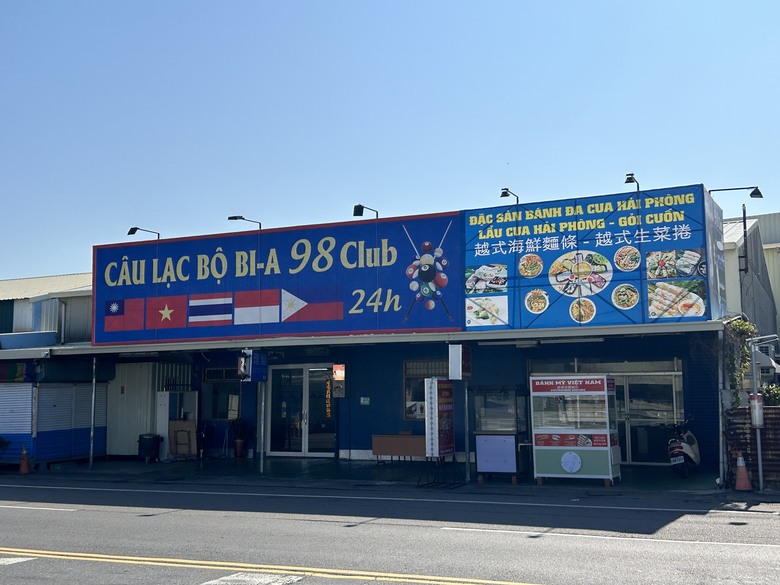 CÂU LẠC BỘ BI-A 98 Club
24h
ĐẶC SẢN BÁNH ĐA CUA HẢI PHÒNG
LẨU CUA HẢI PHÒNG - GỎI CUỐN
越式海鮮麵條 - 越式生菜捲
BÁNH MỲ VIỆT NAM